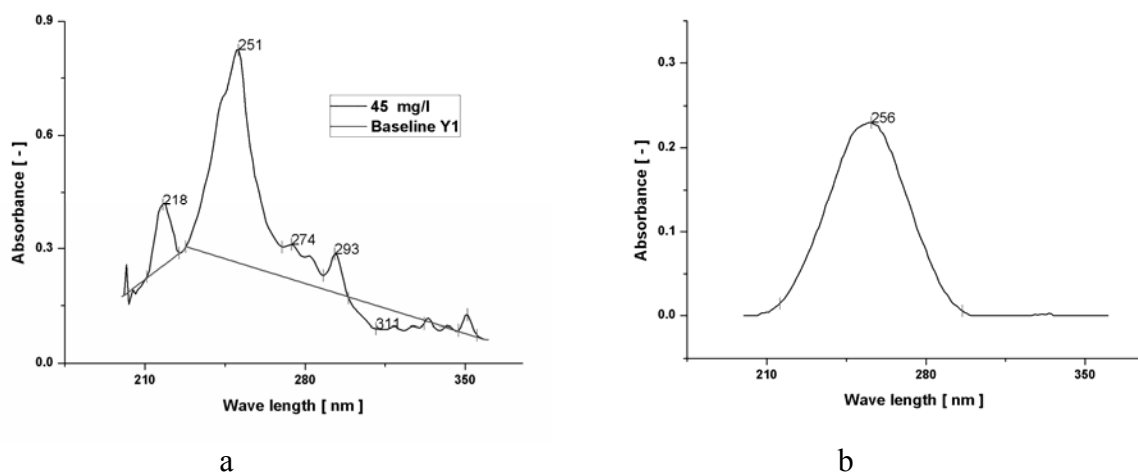 0.9
0.6
0.3
0.0
Absorbance [ - ]
251
218
274
293
311
45 mg/l
Baseline Y1
210
280
350
Wave length [ nm ]
a
0.3
0.2
0.1
0.0
Absorbance [ - ]
256
210
280
350
Wave length [ nm ]
b